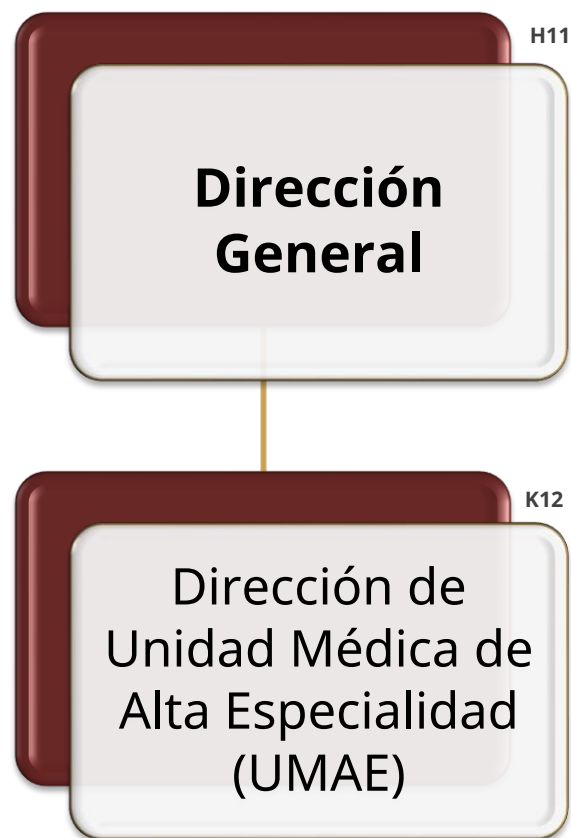 H11
Dirección
General
K12
Dirección de
Unidad Médica de
Alta Especialidad
(UMAE)